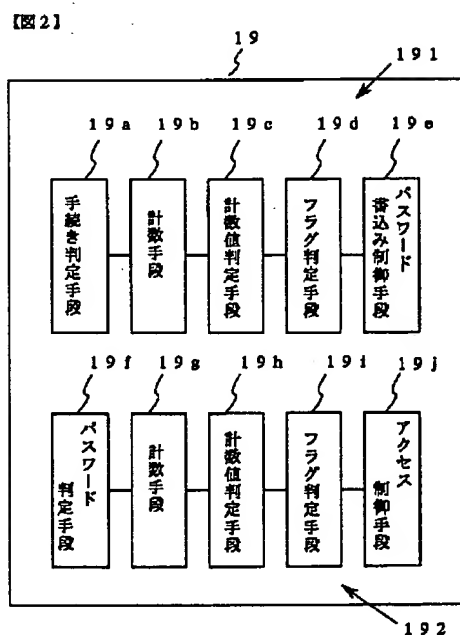 【図2】
19
191
19a
19b
19c
19d
19e
手続き判定手段
計数手段
計数値判定手段
フラグ判定手段
パスワード
書込み制御手段
19f
19g
19h
19i
19j
パスワード
判定手段
計数手段
計数値判定手段
フラグ判定手段
アクセス
制御手段
192